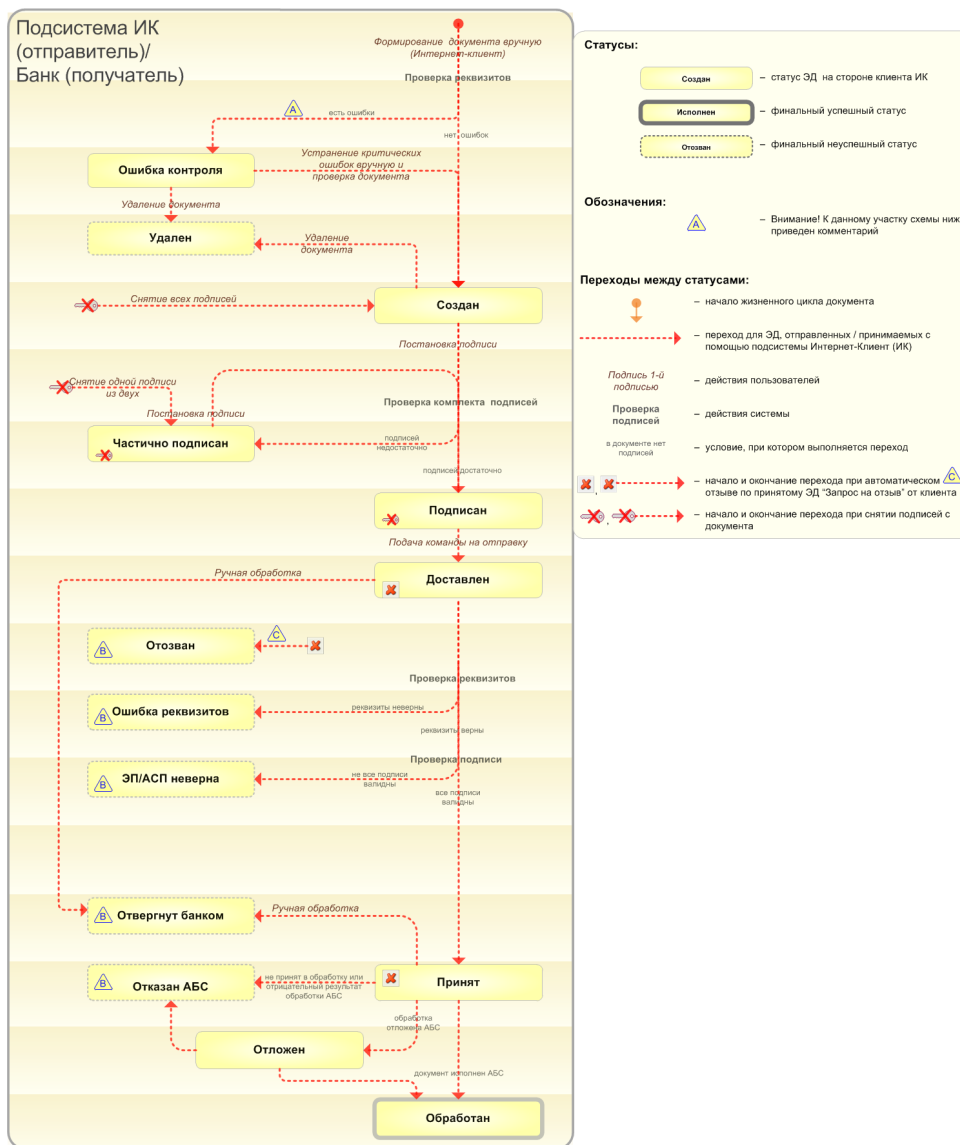 Подсистема ИК
(отправитель)/
Банк (получатель)
Формирование документа вручную
(Интернет-клиент)
Проверка реквизитов
A
есть ошибки
нет ошибок
Устранение критических
ошибок вручную и
проверка документа
Ошибка контроля
Удаление документа
Удален
Удаление
документа
Снятие всех подписей
Создан
Постановка подписи
Снятие одной подписи
из двух
Проверка комплекта подписей
Постановка подписи
Частично подписан
подписей
недостаточно
подписей достаточно
Подписан
Подача команды на отправку
Ручная обработка
Доставлен
B
Отозван
C
Проверка реквизитов
B
Ошибка реквизитов
реквизиты неверны
реквизиты верны
Проверка подписи
B
ЭП/АСП неверна
не все подписи
валидны
все подписи
валидны
B
Отвергнут банком
Ручная обработка
B
Отказан АБС
не принят в обработку или
отрицательный результат
обработки АБС
Принят
обработка
отложена АБС
Отложен
документ исполнен АБС
Обработан
Статусы:
Создан
– статус ЭД на стороне клиента ИК
Исполнен
– финальный успешный статус
Отозван
– финальный неуспешный статус
Обозначения:
A
– Внимание! К данному участку схемы ниж
приведен комментарий
Переходы между статусами:
– начало жизненного цикла документа
– переход для ЭД, отправленных / принимаемых с
помощью подсистемы Интернет-Клиент (ИК)
Подпись 1-й
подписью
– действия пользователей
Проверка
подписей
– действия системы
в документе нет
подписей
– условие, при котором выполняется переход
– начало и окончание перехода при автоматическом C
отзыве по принятому ЭД "Запрос на отзыв" от клиента
– начало и окончание перехода при снятии подписей с
документа